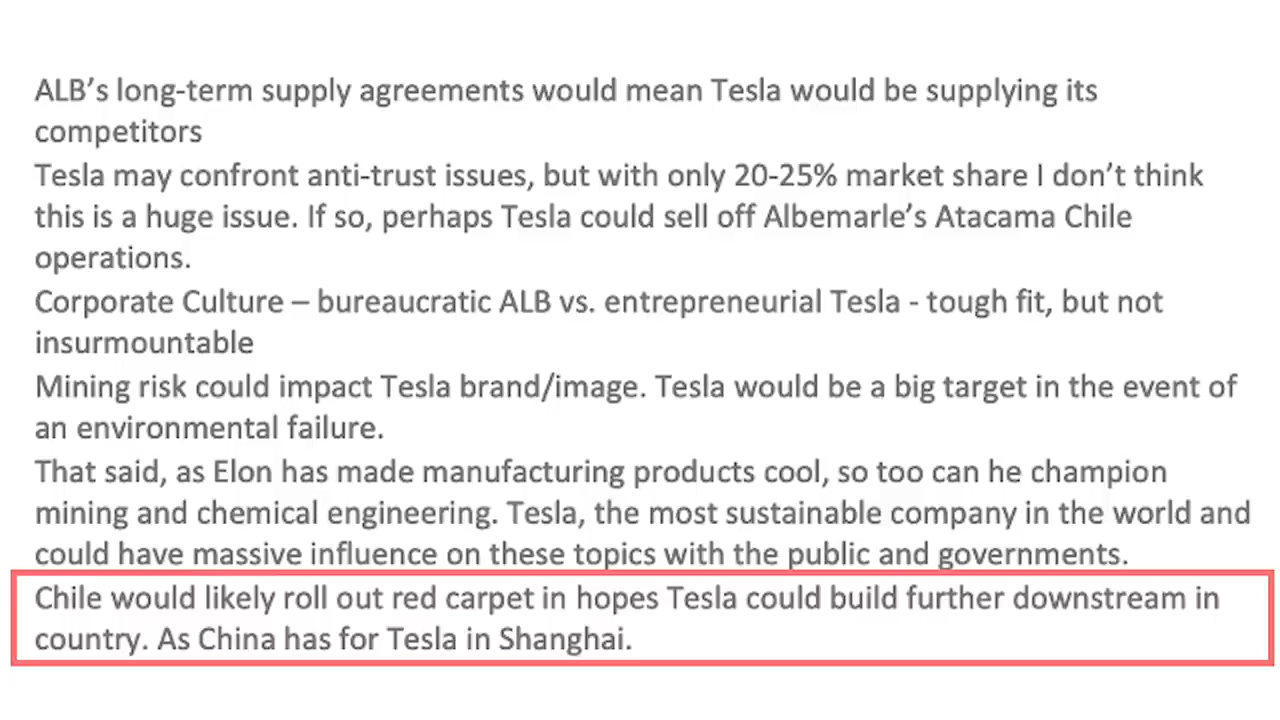 ALB’s long-term supply agreements would mean Tesla would be supplying its
competitors
Tesla may confront anti-trust issues, but with only 20-25% market share I don’t think
this is a huge issue. If so, perhaps Tesla could sell off Albemarle’s Atacama Chile
operations.
Corporate Culture – bureaucratic ALB vs. entrepreneurial Tesla - tough fit, but not
insurmountable
Mining risk could impact Tesla brand/image. Tesla would be a big target in the event of
an environmental failure.
That said, as Elon has made manufacturing products cool, so too can he champion
mining and chemical engineering. Tesla, the most sustainable company in the world and
could have massive influence on these topics with the public and governments.
Chile would likely roll out red carpet in hopes Tesla could build further downstream in
country. As China has for Tesla in Shanghai.